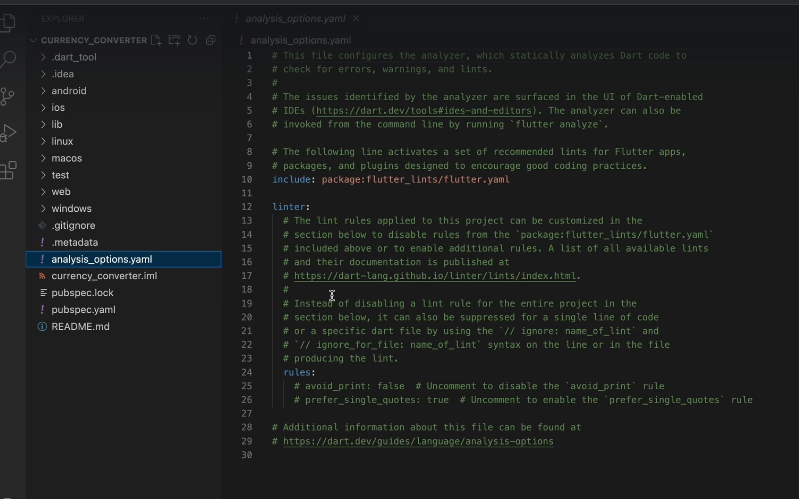 EXPLORER
CURRENCY_CONVERTER
.dart_tool
.idea
android
ios
lib
linux
macos
test
web
windows
.gitignore
.metadata
analysis_options.yaml
currency_converter.iml
pubspec.lock
pubspec.yaml
README.md
analysis_options.yaml
analysis_options.yaml
1 # This file configures the analyzer, which statically analyzes Dart code to
2 # check for errors, warnings, and lints.
3 #
4 # The issues identified by the analyzer are surfaced in the UI of Dart-enabled
5 # IDEs (https://dart.dev/tools#ides-and-editors). The analyzer can also be
6 # invoked from the command line by running `flutter analyze`.
7
8 # The following line activates a set of recommended lints for Flutter apps,
9 # packages, and plugins designed to encourage good coding practices.
10 include: package:flutter_lints/flutter.yaml
11
12 linter:
13 # The lint rules applied to this project can be customized in the
14 # section below to disable rules from the `package:flutter_lints/flutter.yaml`
15 # included above or to enable additional rules. A list of all available lints
16 # and their documentation is published at
17 # https://dart-lang.github.io/linter/lints/index.html.
18 #
19 # Instead of disabling a lint rule for the entire project in the
20 # section below, it can also be suppressed for a single line of code
21 # or a specific dart file by using the `// ignore: name_of_lint` and
22 # `// ignore_for_file: name_of_lint` syntax on the line or in the file
23 # producing the lint.
24 rules:
25 # avoid_print: false # Uncomment to disable the `avoid_print` rule
26 # prefer_single_quotes: true # Uncomment to enable the `prefer_single_quotes` rule
27
28 # Additional information about this file can be found at
29 # https://dart.dev/guides/language/analysis-options
30